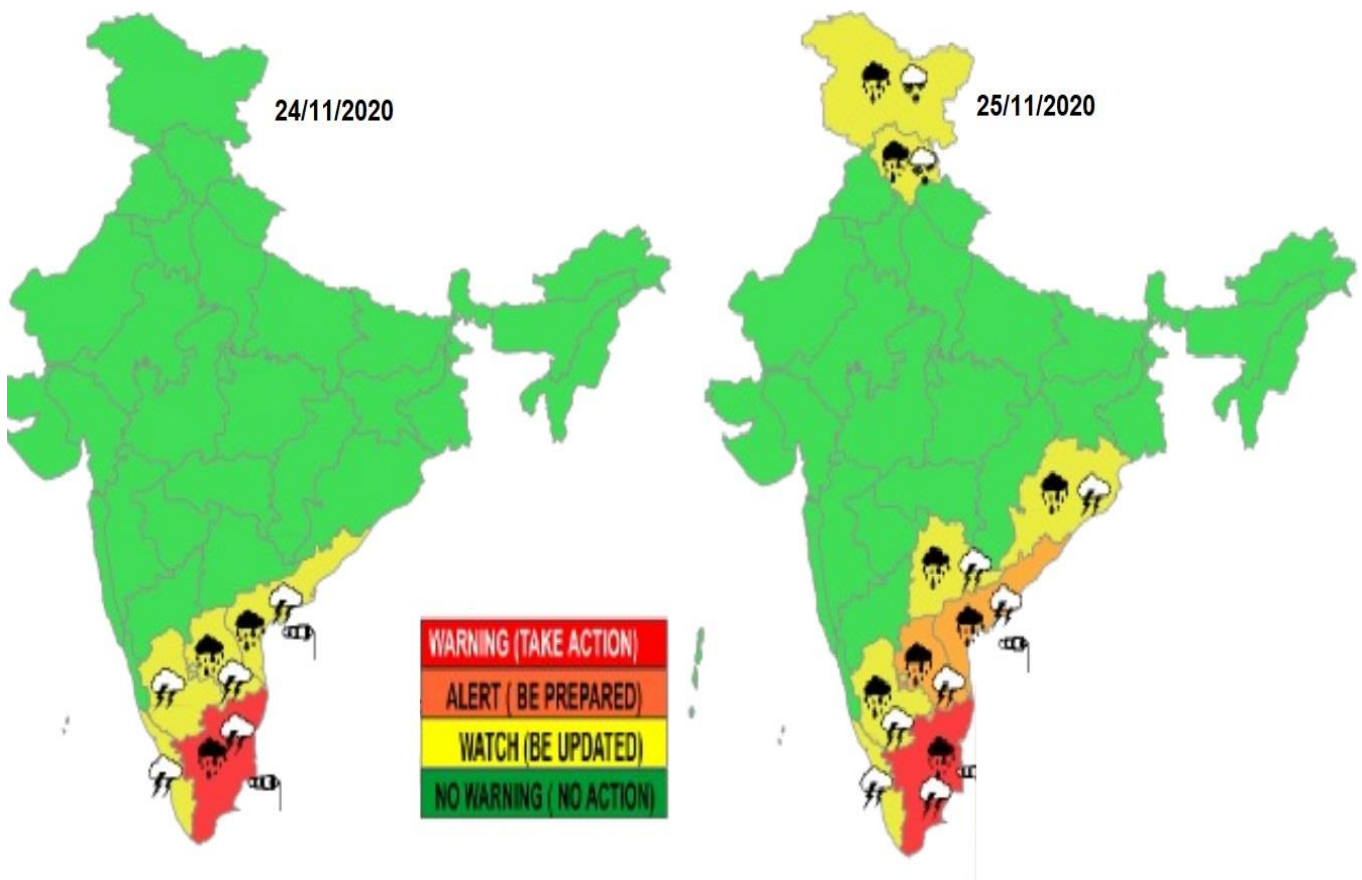 24/11/2020
25/11/2020
WARNING (TAKE ACTION)
ALERT ( BE PREPARED)
WATCH (BE UPDATED)
NO WARNING ( NO ACTION)